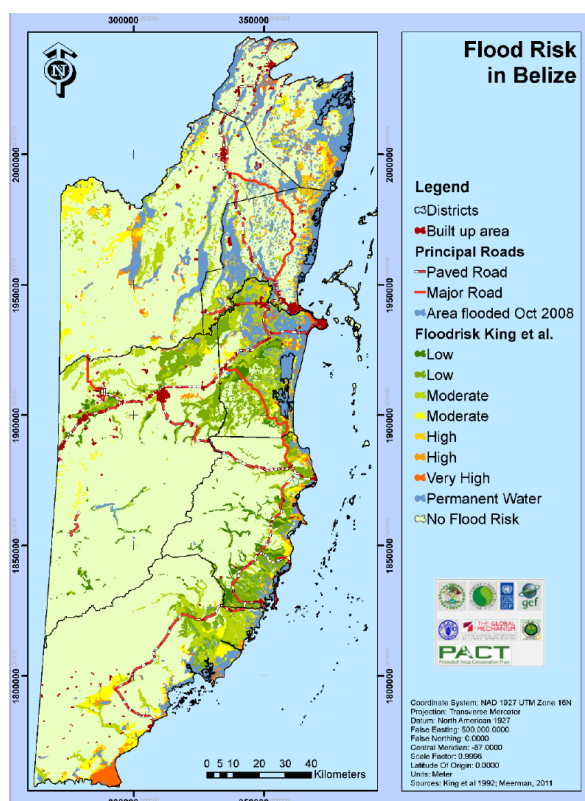 Flood Risk
in Belize
300000
350000
N
2000000
1950000
1900000
1850000
1800000
Legend
Districts
Built up area
Principal Roads
Paved Road
Major Road
Area flooded Oct 2008
Floodrisk King et al.
Low
Low
Moderate
Moderate
High
High
Very High
Permanent Water
No Flood Risk
gef
THE GLOBAL
MECHANISM
PACT
Protected Areas Conservation Trust
Coordinate System: NAD 1927 UTM Zone 16N
Projection: Transverse Mercator
Datum: North American 1927
False Easting: 500,000.0000
False Northing: 0.0000
Central Meridian: -87.0000
Scale Factor: 0.9996
Latitude Of Origin: 0.0000
Units: Meter
Sources: King et al 1992; Meerman, 2011
0 5 10 20 30 40
Kilometers
2000000
1950000
1900000
1850000
1800000
300000
350000